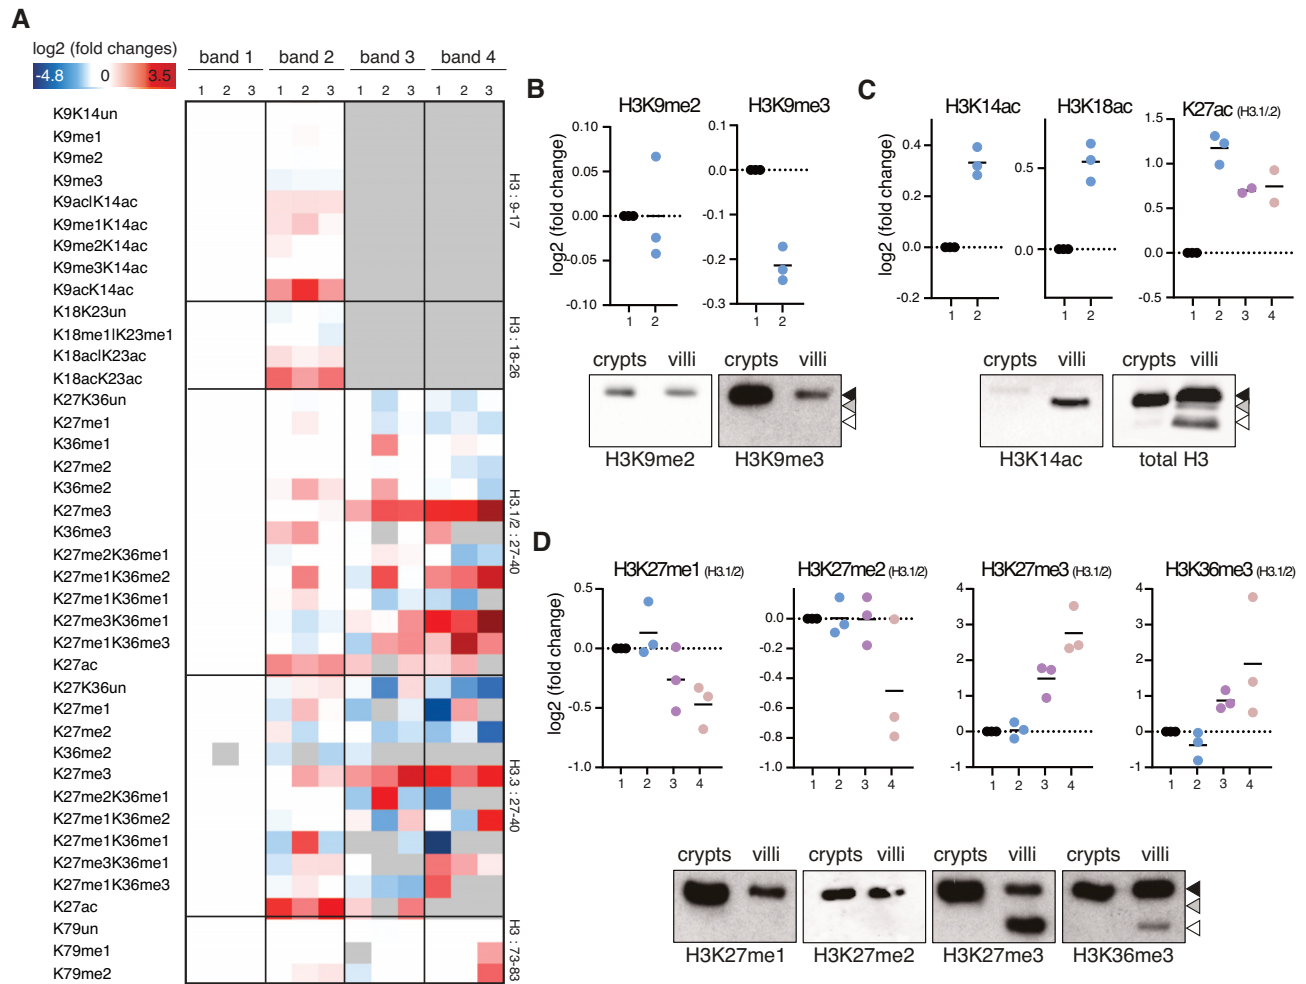 A
log2 (fold changes)
-4.8 0 3.5
band 1 band 2 band 3 band 4
1 2 3 1 2 3 1 2 3 1 2 3
K9K14un
K9me1
K9me2
K9me3
K9aclK14ac
K9me1K14ac
K9me2K14ac
K9me3K14ac
K9acK14ac
H3 : 9-17
K18K23un
K18me1lK23me1
K18aclK23ac
K18acK23ac
H3 : 18-26
K27K36un
K27me1
K36me1
K27me2
K36me2
K27me3
K36me3
K27me2K36me1
K27me1K36me2
K27me1K36me1
K27me3K36me1
K27me1K36me3
K27ac
H3.1/2 : 27-40
K27K36un
K27me1
K27me2
K36me2
K27me3
K27me2K36me1
K27me1K36me2
K27me1K36me1
K27me3K36me1
K27me1K36me3
K27ac
H3.3 : 27-40
K79un
K79me1
K79me2
H3 : 73-83
B
H3K9me2 H3K9me3
log2 (fold change)
0.10
0.05
0.00
-0.05
-0.10
1 2
0.1
0.0
-0.1
-0.2
-0.3
1 2
crypts villi crypts villi
H3K9me2 H3K9me3
C
H3K14ac H3K18ac K27ac (H3.1/.2)
log2 (fold change)
0.4
0.2
0.0
-0.2
1 2
0.5
0.0
1 2
1.5
1.0
0.5
0.0
-0.5
1 2 3 4
crypts villi crypts villi
H3K14ac total H3
D
H3K27me1 (H3.1/2) H3K27me2 (H3.1/2) H3K27me3 (H3.1/2) H3K36me3 (H3.1/2)
log2 (fold change)
0.5
0.0
-0.5
-1.0
1 2 3 4
0.0
-0.2
-0.4
-0.6
-0.8
-1.0
1 2 3 4
4
3
2
1
0
-1
1 2 3 4
4
3
2
1
0
-1
1 2 3 4
crypts villi crypts villi crypts villi crypts villi
H3K27me1 H3K27me2 H3K27me3 H3K36me3